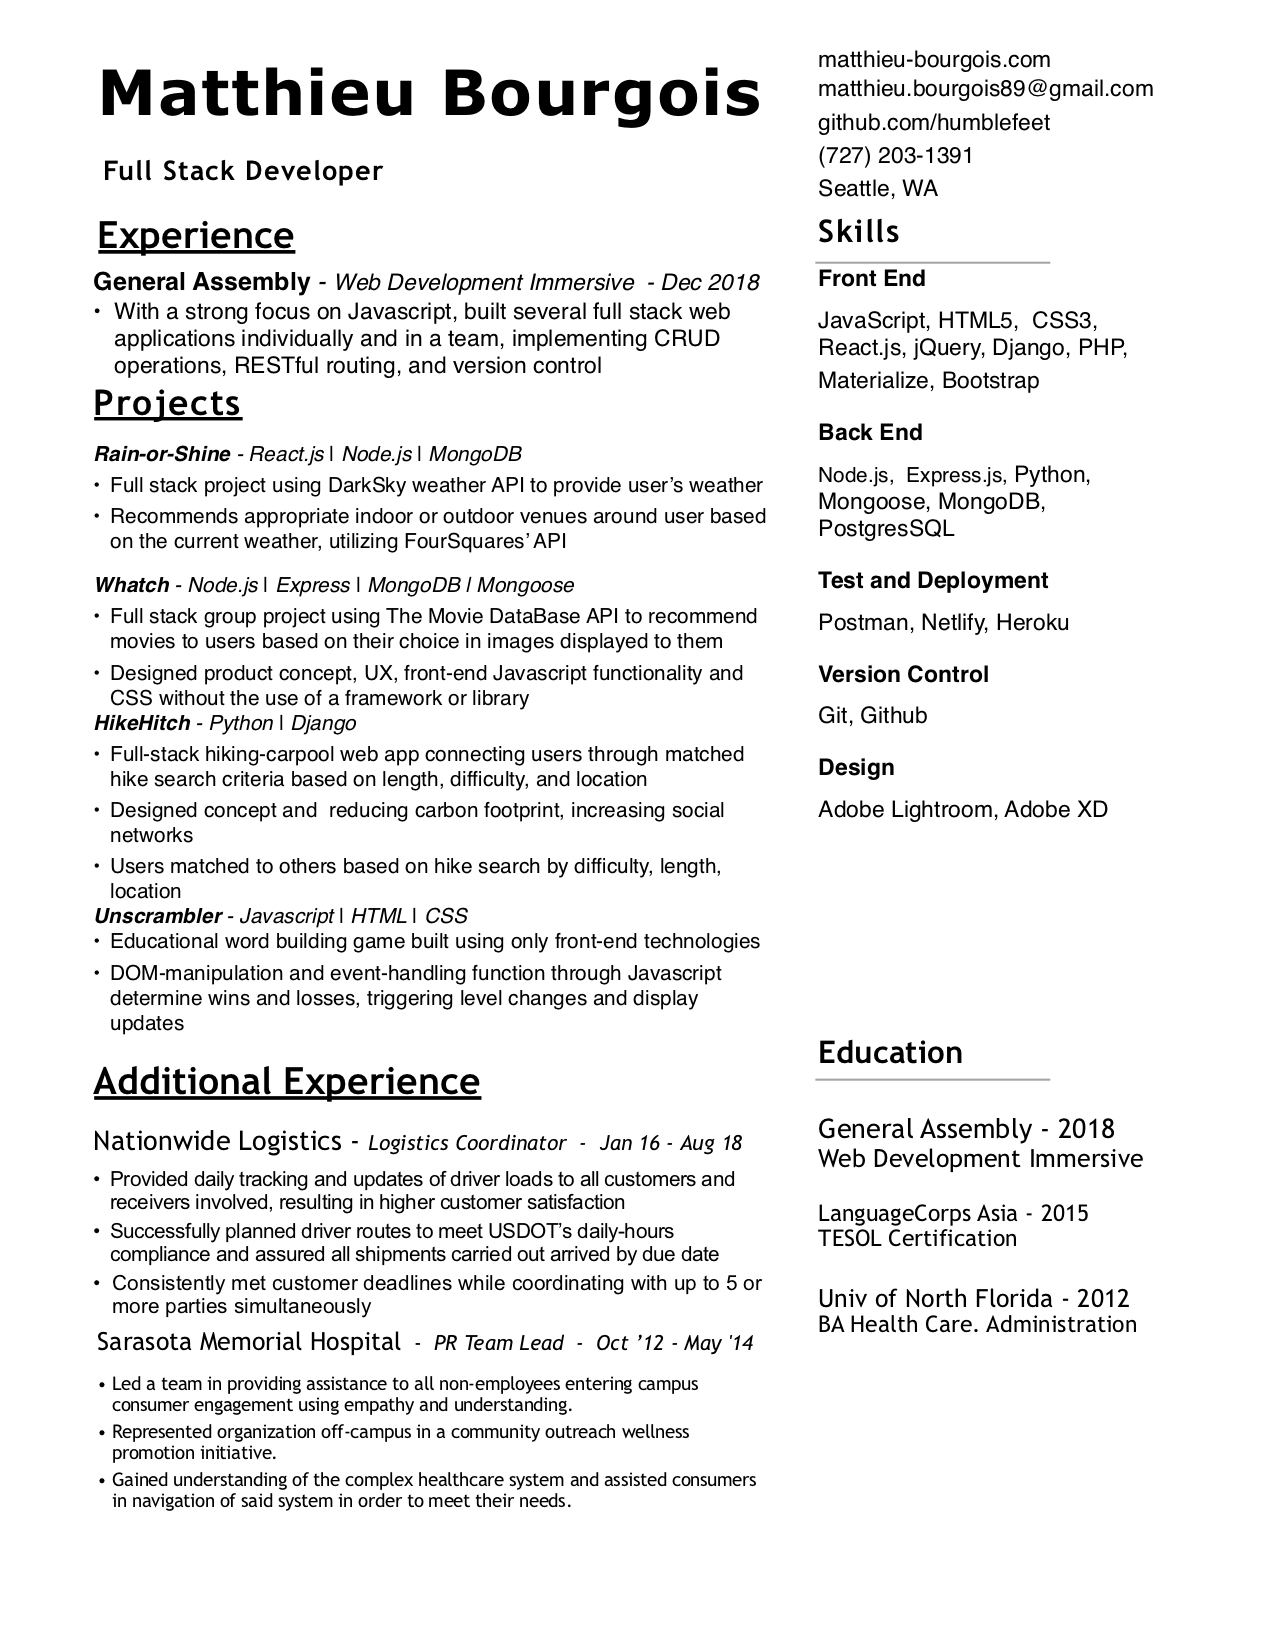 Matthieu Bourgois
Full Stack Developer
matthieu-bourgois.com
matthieu.bourgois89@gmail.com
github.com/humblefeet
(727) 203-1391
Seattle, WA
Experience
General Assembly - Web Development Immersive  - Dec 2018
• With a strong focus on Javascript, built several full stack web
applications individually and in a team, implementing CRUD
operations, RESTful routing, and version control
Projects
Rain-or-Shine - React.js | Node.js | MongoDB
• Full stack project using DarkSky weather API to provide user’s weather
• Recommends appropriate indoor or outdoor venues around user based
on the current weather, utilizing FourSquares’ API
Whatch - Node.js | Express | MongoDB | Mongoose
• Full stack group project using The Movie DataBase API to recommend
movies to users based on their choice in images displayed to them
• Designed product concept, UX, front-end Javascript functionality and
CSS without the use of a framework or library
HikeHitch - Python | Django
• Full-stack hiking-carpool web app connecting users through matched
hike search criteria based on length, difficulty, and location
• Designed concept and  reducing carbon footprint, increasing social
networks
• Users matched to others based on hike search by difficulty, length,
location
Unscrambler - Javascript | HTML | CSS
• Educational word building game built using only front-end technologies
• DOM-manipulation and event-handling function through Javascript
determine wins and losses, triggering level changes and display
updates
Additional Experience
Nationwide Logistics - Logistics Coordinator  -  Jan 16 - Aug 18
• Provided daily tracking and updates of driver loads to all customers and
receivers involved, resulting in higher customer satisfaction
• Successfully planned driver routes to meet USDOT’s daily-hours
compliance and assured all shipments carried out arrived by due date
• Consistently met customer deadlines while coordinating with up to 5 or
more parties simultaneously
Sarasota Memorial Hospital  -  PR Team Lead  -  Oct ’12 - May '14
• Led a team in providing assistance to all non-employees entering campus
consumer engagement using empathy and understanding.
• Represented organization off-campus in a community outreach wellness
promotion initiative.
• Gained understanding of the complex healthcare system and assisted consumers
in navigation of said system in order to meet their needs.
Skills
Front End
JavaScript, HTML5,  CSS3,
React.js, jQuery, Django, PHP,
Materialize, Bootstrap
Back End
Node.js,  Express.js, Python,
Mongoose, MongoDB,
PostgresSQL
Test and Deployment
Postman, Netlify, Heroku
Version Control
Git, Github
Design
Adobe Lightroom, Adobe XD
Education
General Assembly - 2018
Web Development Immersive
LanguageCorps Asia - 2015
TESOL Certification
Univ of North Florida - 2012
BA Health Care. Administration